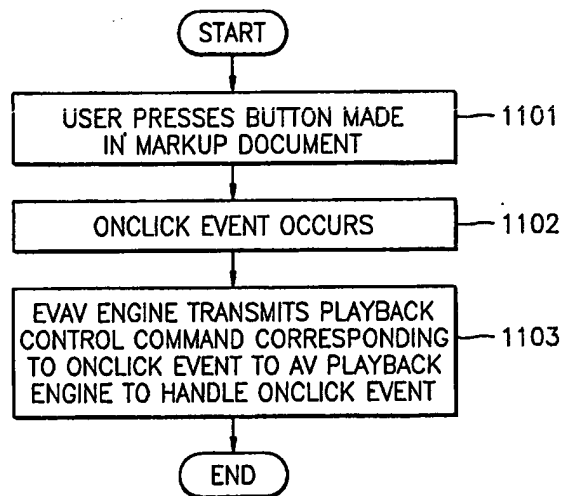 START
USER PRESSES BUTTON MADE
IN MARKUP DOCUMENT
1101
ONCLICK EVENT OCCURS
1102
EVAV ENGINE TRANSMITS PLAYBACK
CONTROL COMMAND CORRESPONDING
TO ONCLICK EVENT TO AV PLAYBACK
ENGINE TO HANDLE ONCLICK EVENT
1103
END